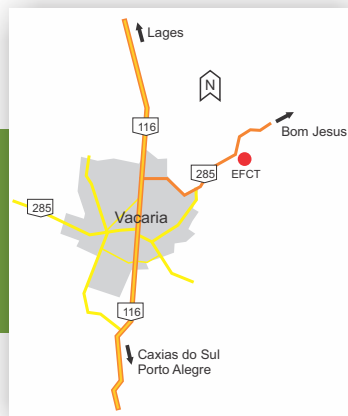 Lages
N
116
Bom Jesus
EFCT
285
285
Vacaria
116
Caxias do Sul
Porto Alegre